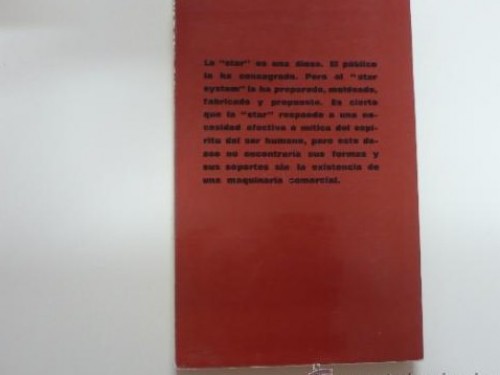 La "star" es una diosa. El público
la ha consagrado. Pero el "star
system" la ha preparado, moldeado,
fabricado y propuesto. Es cierto
que la "star" responde a una ne-
cesidad afectiva o mítica del espí-
ritu del ser humano, pero este de-
seo no encontraría sus formas y
sus soportes sin la existencia de
una maquinaria comercial.